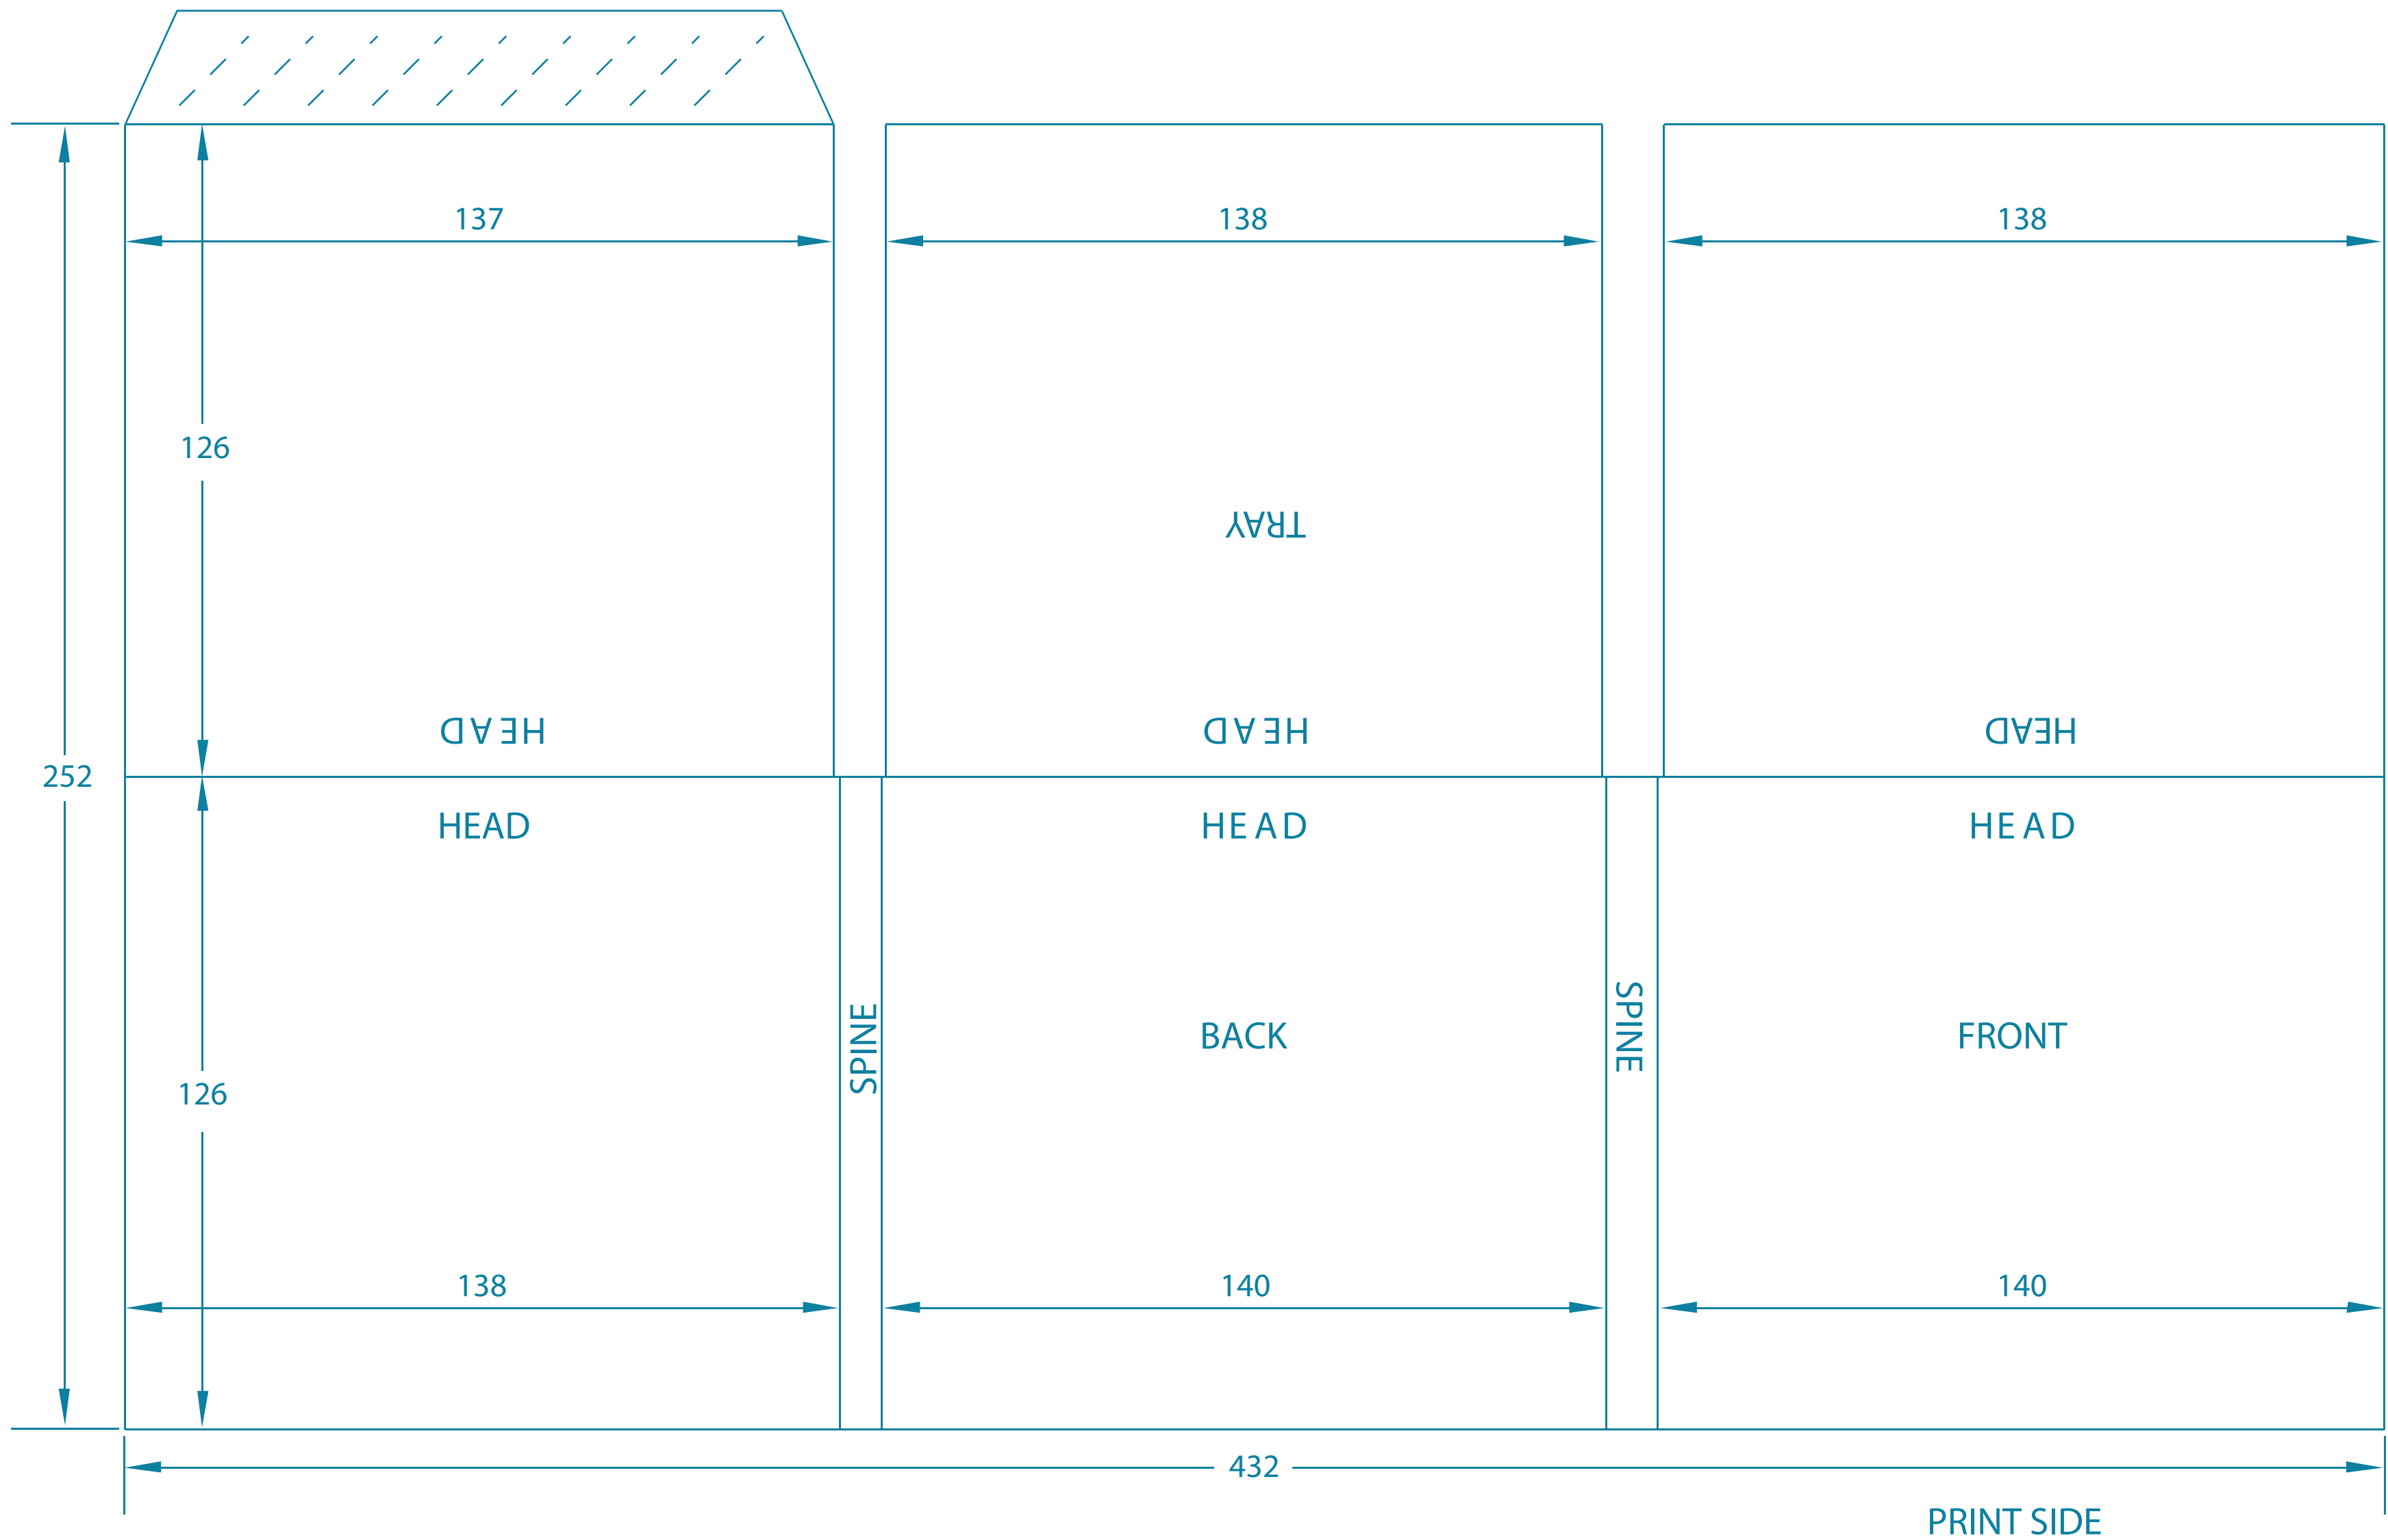 137
138
138
126
TRAY
HEAD
HEAD
HEAD
252
HEAD
HEAD
HEAD
SPINE
BACK
SPINE
FRONT
126
138
140
140
432
PRINT SIDE